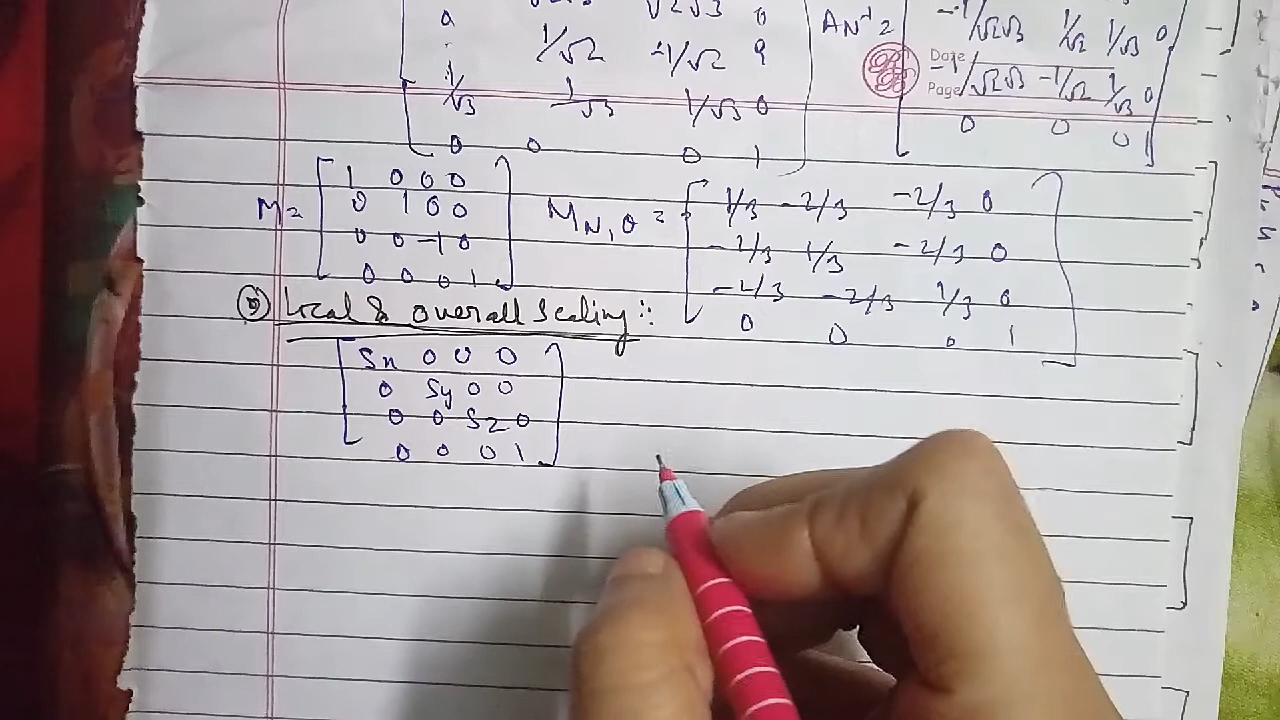 0
1/√2 -1/√2 0
1/√3 1/√3 1/√3 0
0 0 0 1
AN⁻¹ =
-1/√2√3 1/√2 1/√3 0
-1/√2√3 -1/√2 1/√3 0
0 0 0 1
Date
Page
M =
1 0 0 0
0 1 0 0
0 0 -1 0
0 0 0 1
M N,O =
1/3 -2/3 -2/3 0
-2/3 1/3 -2/3 0
-2/3 -2/3 1/3 0
0 0 0 1
Local & overall Scaling :-
Sx 0 0 0
0 Sy 0 0
0 0 Sz 0
0 0 0 1